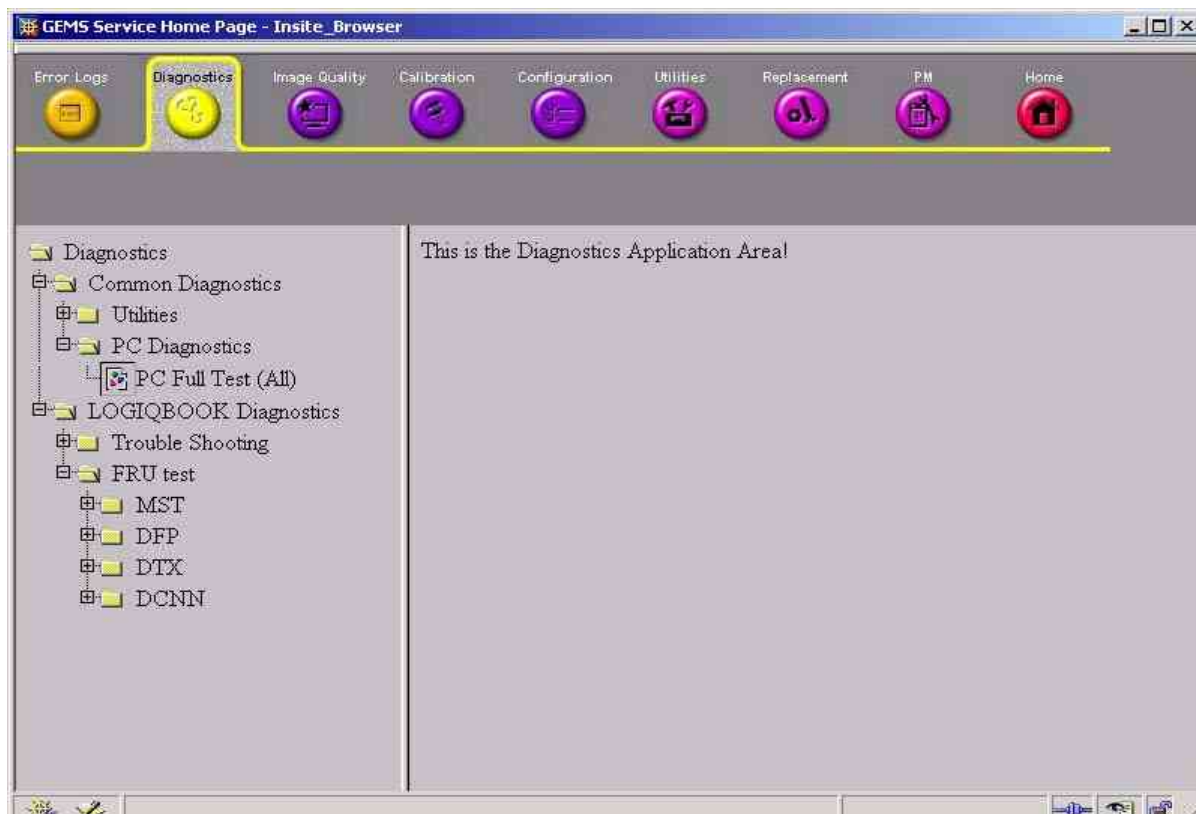 GEMS Service Home Page - Insite_Browser
Error Logs Diagnostics Image Quality Calibration Configuration Utilities Replacement PM Home
Diagnostics
Common Diagnostics
Utilities
PC Diagnostics
PC Full Test (All)
LOGIQBOOK Diagnostics
Trouble Shooting
FRU test
MST
DFP
DTX
DCNN
This is the Diagnostics Application Area!